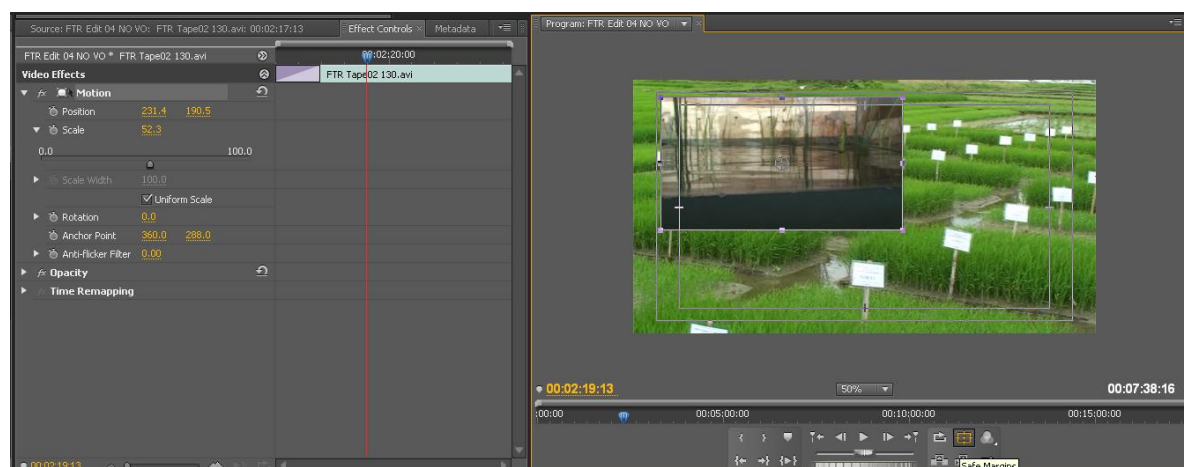 Source: FTR Edit 04 NO VO: FTR Tape02 130.avi: 00:02:17:13
Effect Controls ×
Metadata
FTR Edit 04 NO VO * FTR Tape02 130.avi
00:02:20:00
Video Effects
FTR Tape02 130.avi
fx Motion
Position 231.4 190.5
Scale 52.3
0.0 100.0
Scale Width 100.0
Uniform Scale
Rotation 0.0
Anchor Point 360.0 288.0
Anti-flicker Filter 0.00
fx Opacity
Time Remapping
00:02:19:13
Program: FTR Edit 04 NO VO ×
00:02:19:13
50%
00:07:38:16
:00:00 00:05:00:00 00:10:00:00 00:15:00:00
Safe Margins